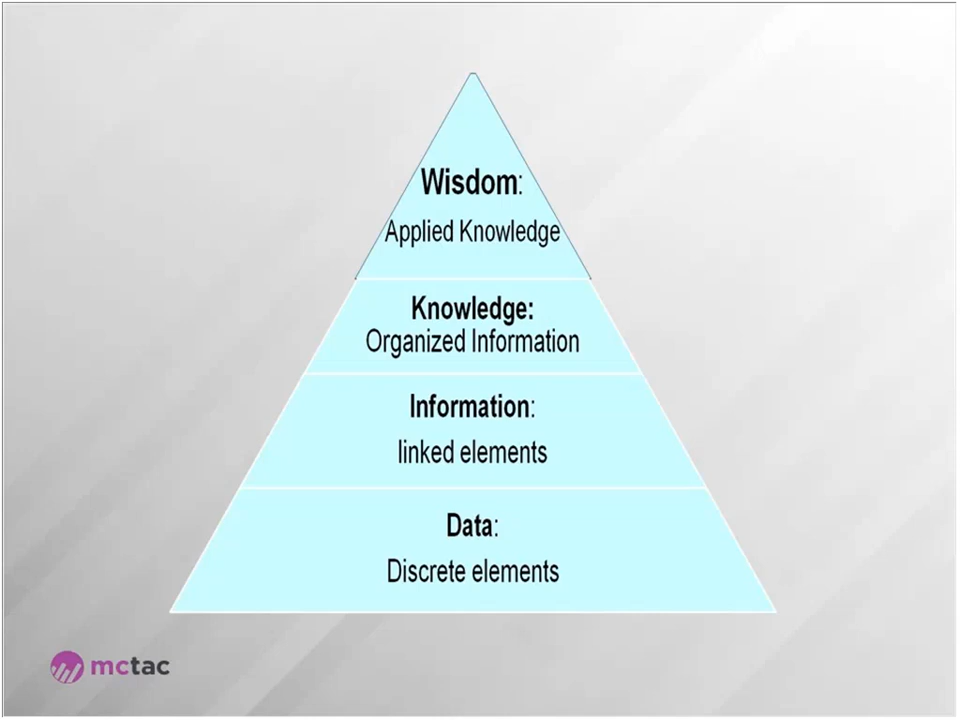 Wisdom:
Applied Knowledge
Knowledge:
Organized Information
Information:
linked elements
Data:
Discrete elements
mctac